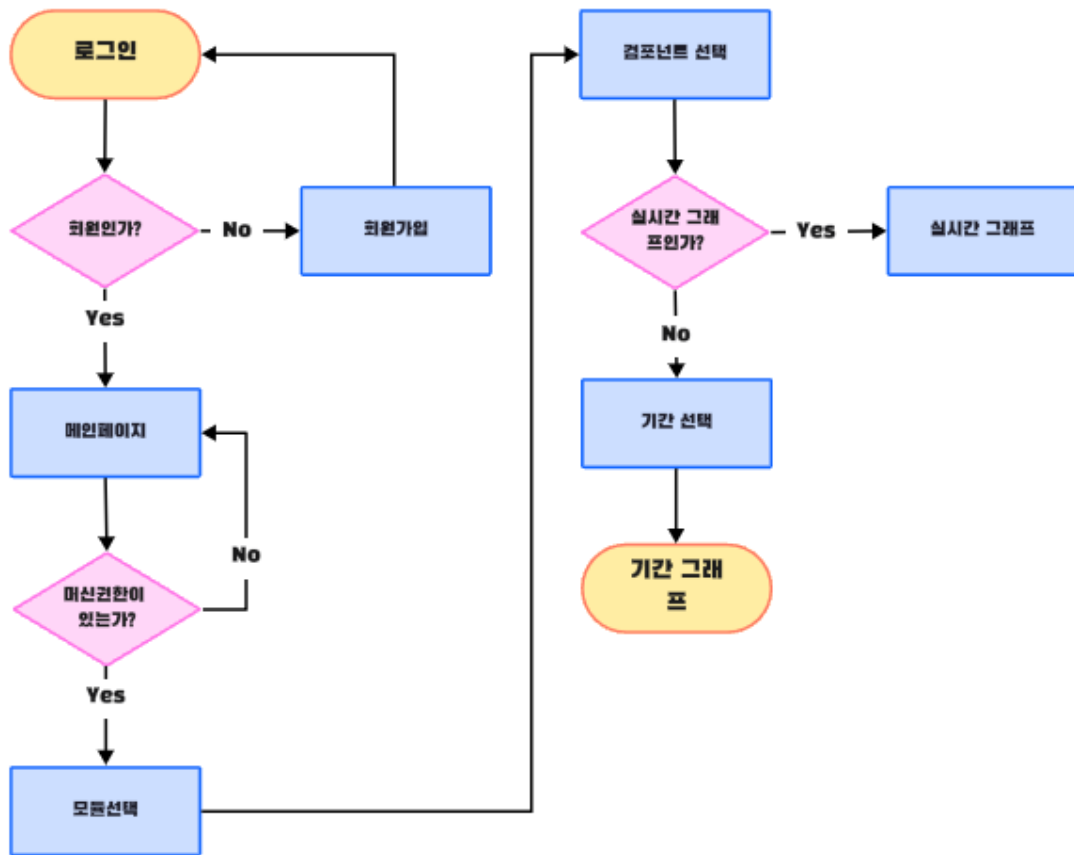 로그인
회원인가?
No
회원가입
Yes
메인페이지
No
머신권한이
있는가?
Yes
모듈선택
컴포넌트 선택
실시간 그래
프인가?
Yes
실시간 그래프
No
기간 선택
기간 그래
프